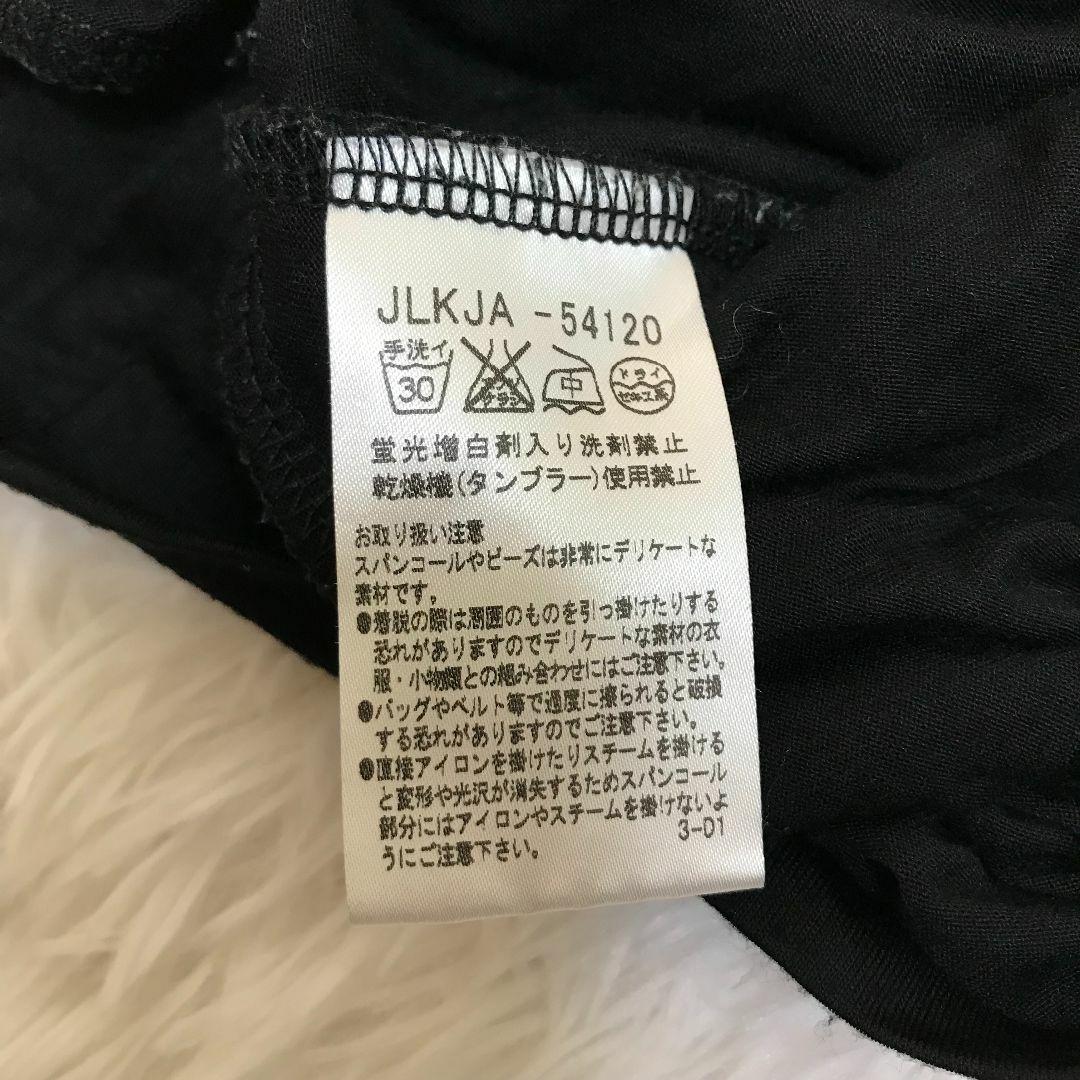 JLKJA -54120
手洗イ
30 エンソ サラシ 中 ドライ
セキユ系
蛍光増白剤入り洗剤禁止
乾燥機(タンブラー)使用禁止
お取り扱い注意
スパンコールやビーズは非常にデリケートな
素材です。
●着脱の際は周囲のものを引っ掛けたりする
恐れがありますのでデリケートな素材の衣
服・小物類との組み合わせにはご注意下さい。
●バッグやベルト等で過度に擦られると破損
する恐れがありますのでご注意下さい。
●直接アイロンを掛けたりスチームを掛ける
と変形や光沢が消失するためスパンコール
部分にはアイロンやスチームを掛けないよ
うにご注意下さい。
3-D1